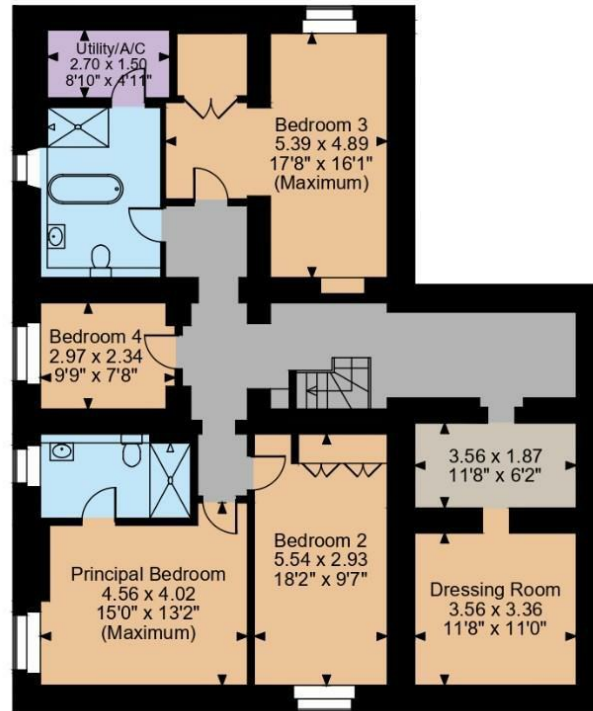 Utility/A/C
2.70 x 1.50
8'10" x 4'11"
Bedroom 3
5.39 x 4.89
17'8" x 16'1"
(Maximum)
Bedroom 4
2.97 x 2.34
9'9" x 7'8"
3.56 x 1.87
11'8" x 6'2"
Principal Bedroom
4.56 x 4.02
15'0" x 13'2"
(Maximum)
Bedroom 2
5.54 x 2.93
18'2" x 9'7"
Dressing Room
3.56 x 3.36
11'8" x 11'0"